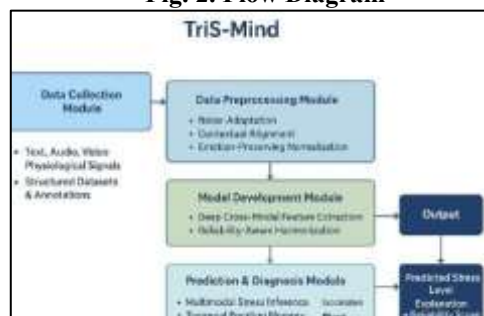 Fig. 2. Flow Diagram
TriS-Mind
Data Collection
Module
• Text, Audio, Video
Physiological Signals
• Structured Datasets
& Annotations
Data Preprocessing Module
• Noise Adaptation
• Contextual Alignment
• Emotion-Preserving Normalization
Model Development Module
• Deep Cross-Modal Feature Extraction
• Reliability-Aware Harmonization
Output
Prediction & Diagnosis Module
• Multimodal Stress Inference
Predicted Stress
Level
Explanation